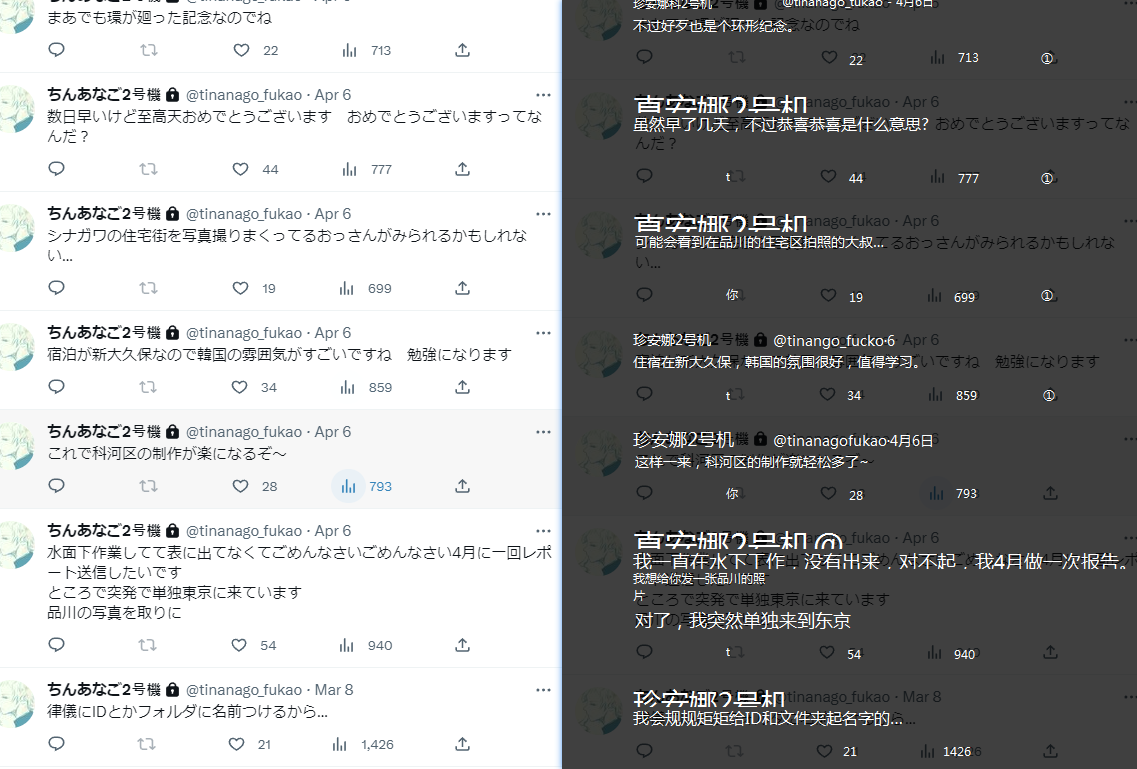 まあでも環が廻った記念なのでね
22 713
ちんあなご2号機 @tinanago_fukao · Apr 6
数日早いけど至高天おめでとうございます　おめでとうございますってな
んだ？
44 777
ちんあなご2号機 @tinanago_fukao · Apr 6
シナガワの住宅街を写真撮りまくってるおっさんがみられるかもしれな
い...
19 699
ちんあなご2号機 @tinanago_fukao · Apr 6
宿泊が新大久保なので韓国の雰囲気がすごいですね　勉強になります
34 859
ちんあなご2号機 @tinanago_fukao · Apr 6
これで科河区の制作が楽になるぞ～
28 793
ちんあなご2号機 @tinanago_fukao · Apr 6
水面下作業してて表に出てなくてごめんなさいごめんなさい4月に一回レポ
ート送信したいです
ところで突発で単独東京に来ています
品川の写真を取りに
54 940
ちんあなご2号機 @tinanago_fukao · Mar 8
律儀にIDとかフォルダに名前つけるから...
21 1,426
珍安娜科2号机 @tinanago_fukao - 4月6日
不过好歹也是个环形纪念。
22 713 ①
真安娜2号机
虽然早了几天，不过恭喜恭喜是什么意思？
t 44 777 ①
真安娜2号机
可能会看到在品川的住宅区拍照的大叔...
你 19 699 ①
珍安娜2号机 @tinango_fucko·6
住宿在新大久保，韩国的氛围很好，值得学习。
t 34 859 ①
珍安娜2号机 @tinanagofukao·4月6日
这样一来，科河区的制作就轻松多了~
你 28 793
真安娜2号机@
我一直在水下工作，没有出来，对不起，我4月做一次报告。
我想给你发一张品川的照
片
对了，我突然单独来到东京
t 54 940
珍安娜2号机
我会规规矩矩给ID和文件夹起名字的...
21 1426